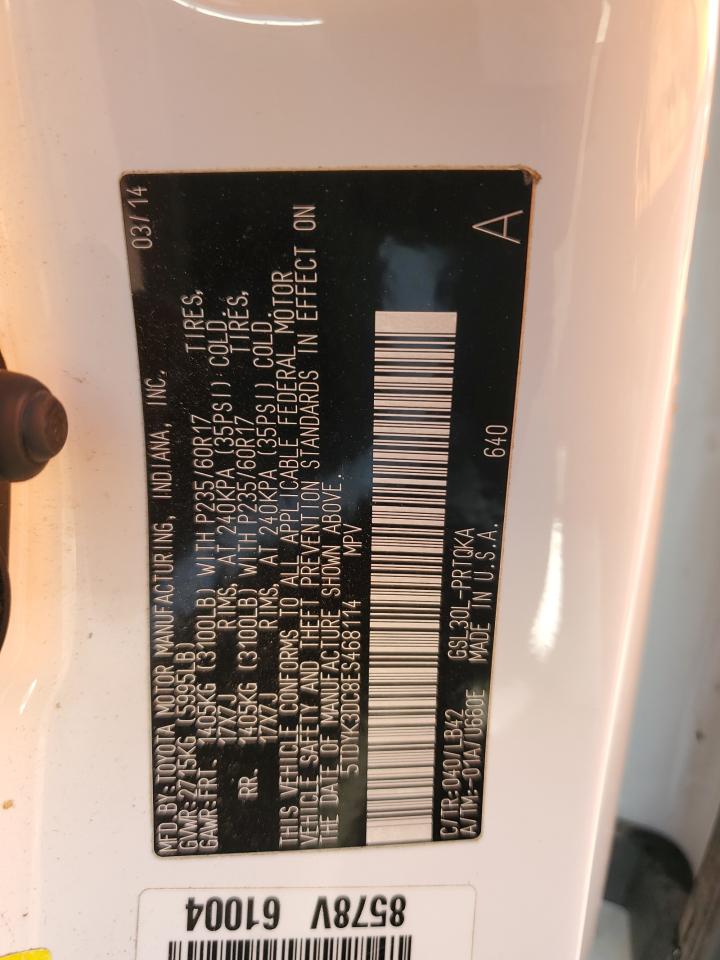 MFD.BY:TOYOTA MOTOR MANUFACTURING, INDIANA, INC. 03/14
GVWR:2715KG (5995LB)
GAWR:FRT. 1405KG (3100LB) WITH P235/60R17 TIRES,
17X7J RIMS, AT 240KPA (35PSI) COLD.
RR. 1405KG (3100LB) WITH P235/60R17 TIRES,
17X7J RIMS, AT 240KPA (35PSI) COLD.
THIS VEHICLE CONFORMS TO ALL APPLICABLE FEDERAL MOTOR
VEHICLE SAFETY AND THEFT PREVENTION STANDARDS IN EFFECT ON
THE DATE OF MANUFACTURE SHOWN ABOVE.
5TDYK3DC8ES468114 MPV
C/TR:040/LB42 GSL30L-PRTQKA
A/TM:-01A/U660E MADE IN U.S.A. 640 A
8578V 61004